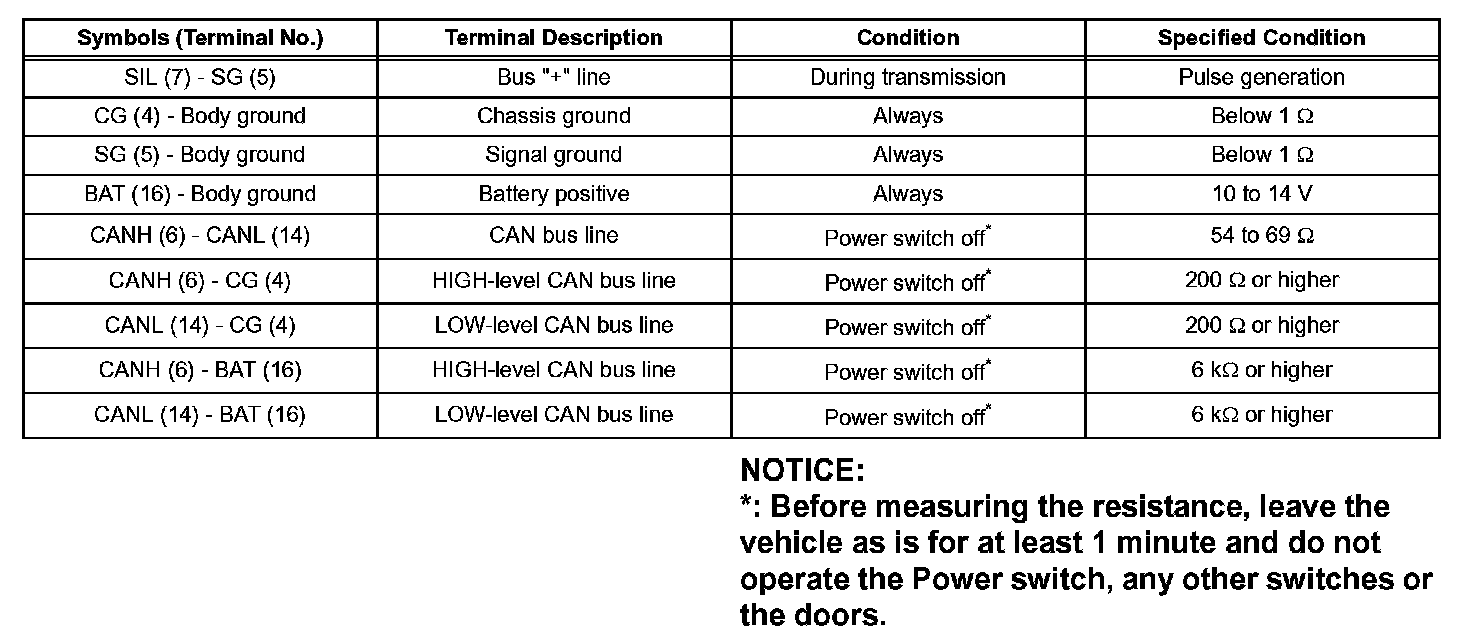 Symbols (Terminal No.) Terminal Description Condition Specified Condition
SIL (7) - SG (5) Bus "+" line During transmission Pulse generation
CG (4) - Body ground Chassis ground Always Below 1 Ω
SG (5) - Body ground Signal ground Always Below 1 Ω
BAT (16) - Body ground Battery positive Always 10 to 14 V
CANH (6) - CANL (14) CAN bus line Power switch off* 54 to 69 Ω
CANH (6) - CG (4) HIGH-level CAN bus line Power switch off* 200 Ω or higher
CANL (14) - CG (4) LOW-level CAN bus line Power switch off* 200 Ω or higher
CANH (6) - BAT (16) HIGH-level CAN bus line Power switch off* 6 kΩ or higher
CANL (14) - BAT (16) LOW-level CAN bus line Power switch off* 6 kΩ or higher
NOTICE:
*: Before measuring the resistance, leave the
vehicle as is for at least 1 minute and do not
operate the Power switch, any other switches or
the doors.